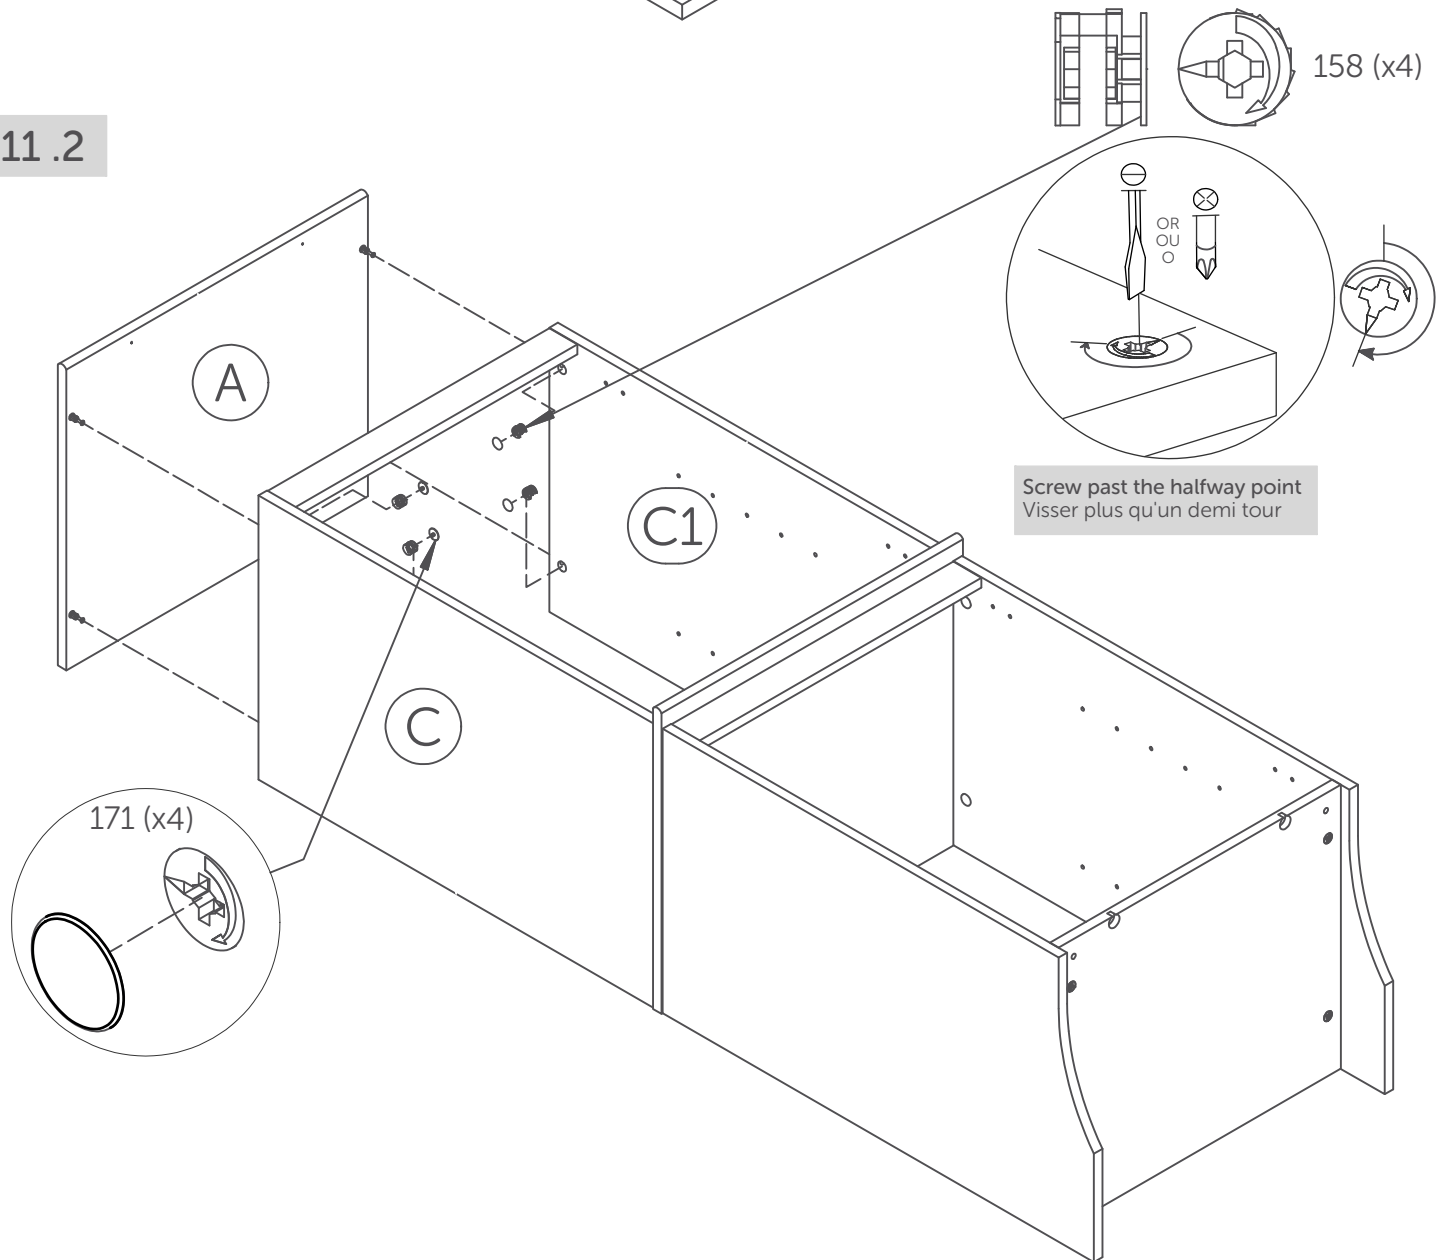 158 (x4)
11 .2
OR
OU
O
A
C1
Screw past the halfway point
Visser plus qu'un demi tour
C
171 (x4)